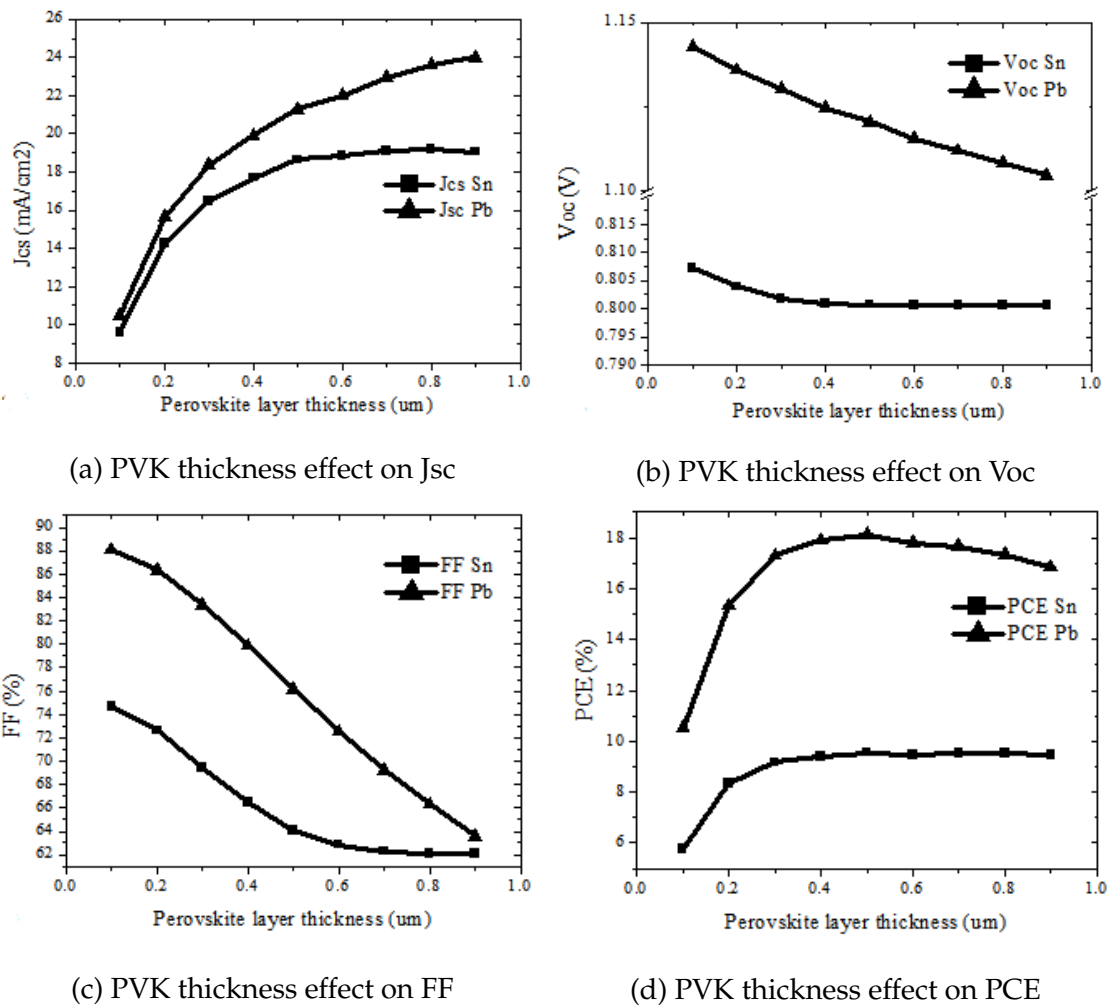 26
24
22
20
18
16
14
12
10
8
Jcs (mA/cm2)
Jcs Sn
Jsc Pb
0.0 0.2 0.4 0.6 0.8 1.0
Perovskite layer thickness (um)
(a) PVK thickness effect on Jsc
1.15
1.10
0.815
0.810
0.805
0.800
0.795
0.790
Voc (V)
Voc Sn
Voc Pb
0.0 0.2 0.4 0.6 0.8 1.0
Perovskite layer thickness (um)
(b) PVK thickness effect on Voc
90
88
86
84
82
80
78
76
74
72
70
68
66
64
62
FF (%)
FF Sn
FF Pb
0.0 0.2 0.4 0.6 0.8 1.0
Perovskite layer thickness (um)
(c) PVK thickness effect on FF
18
16
14
12
10
8
6
PCE (%)
PCE Sn
PCE Pb
0.0 0.2 0.4 0.6 0.8 1.0
Perovskite layer thickness (um)
(d) PVK thickness effect on PCE